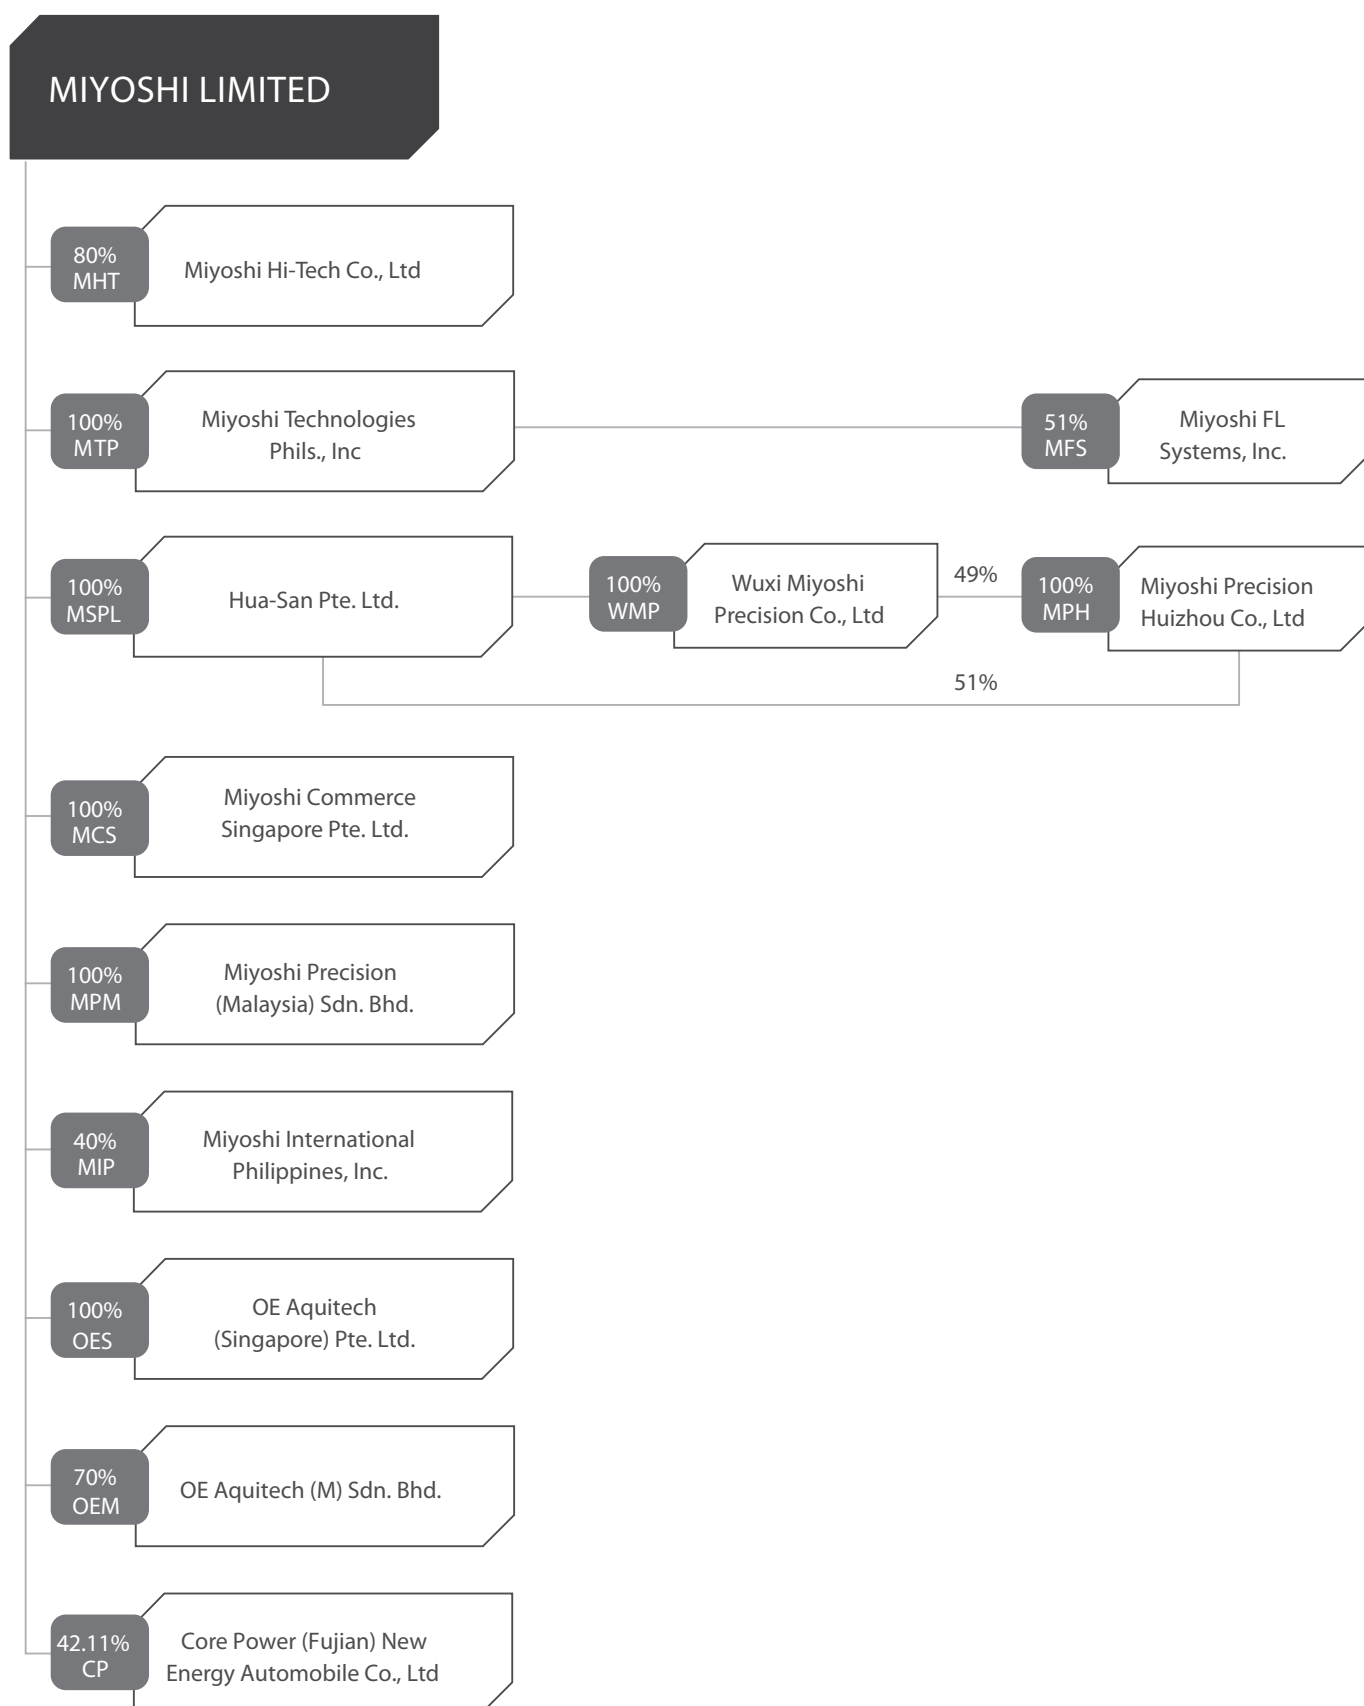 MIYOSHI LIMITED
80%
MHT
Miyoshi Hi-Tech Co., Ltd
100%
MTP
Miyoshi Technologies
Phils., Inc
51%
MFS
Miyoshi FL
Systems, Inc.
100%
MSPL
Hua-San Pte. Ltd.
100%
WMP
Wuxi Miyoshi
Precision Co., Ltd
49%
100%
MPH
Miyoshi Precision
Huizhou Co., Ltd
51%
100%
MCS
Miyoshi Commerce
Singapore Pte. Ltd.
100%
MPM
Miyoshi Precision
(Malaysia) Sdn. Bhd.
40%
MIP
Miyoshi International
Philippines, Inc.
100%
OES
OE Aquitech
(Singapore) Pte. Ltd.
70%
OEM
OE Aquitech (M) Sdn. Bhd.
42.11%
CP
Core Power (Fujian) New
Energy Automobile Co., Ltd